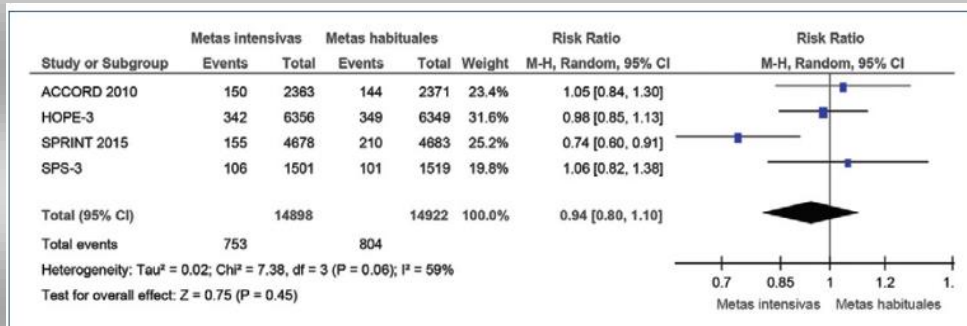 Metas intensivas Metas habituales Risk Ratio Risk Ratio
Study or Subgroup Events Total Events Total Weight M-H, Random, 95% CI M-H, Random, 95% CI
ACCORD 2010 150 2363 144 2371 23.4% 1.05 [0.84, 1.30]
HOPE-3 342 6356 349 6349 31.6% 0.98 [0.85, 1.13]
SPRINT 2015 155 4678 210 4683 25.2% 0.74 [0.60, 0.91]
SPS-3 106 1501 101 1519 19.8% 1.06 [0.82, 1.38]
Total (95% CI) 14898 14922 100.0% 0.94 [0.80, 1.10]
Total events 753 804
Heterogeneity: Tau² = 0.02; Chi² = 7.38, df = 3 (P = 0.06); I² = 59%
Test for overall effect: Z = 0.75 (P = 0.45)
0.7 0.85 1 1.2 1.
Metas intensivas Metas habituales